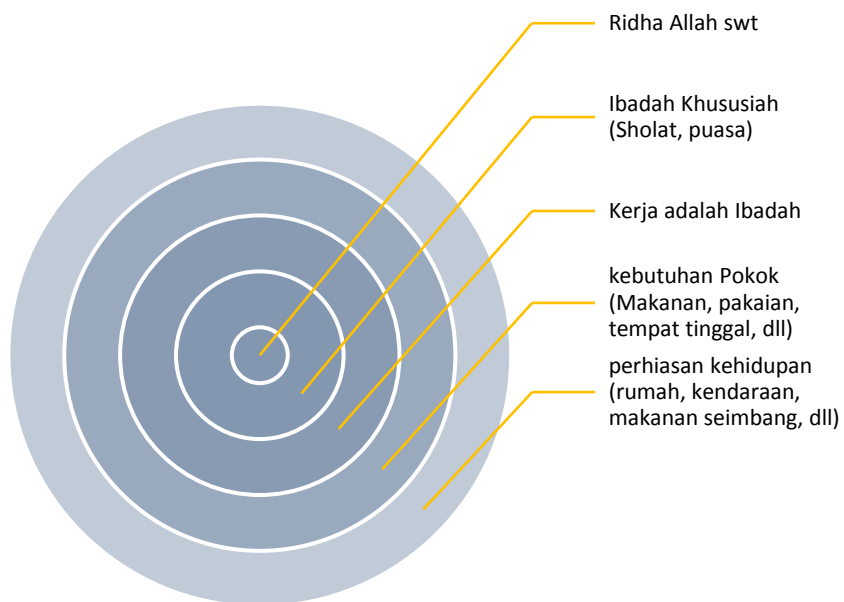 Ridha Allah swt
Ibadah Khususiah
(Sholat, puasa)
Kerja adalah Ibadah
kebutuhan Pokok
(Makanan, pakaian,
tempat tinggal, dll)
perhiasan kehidupan
(rumah, kendaraan,
makanan seimbang, dll)